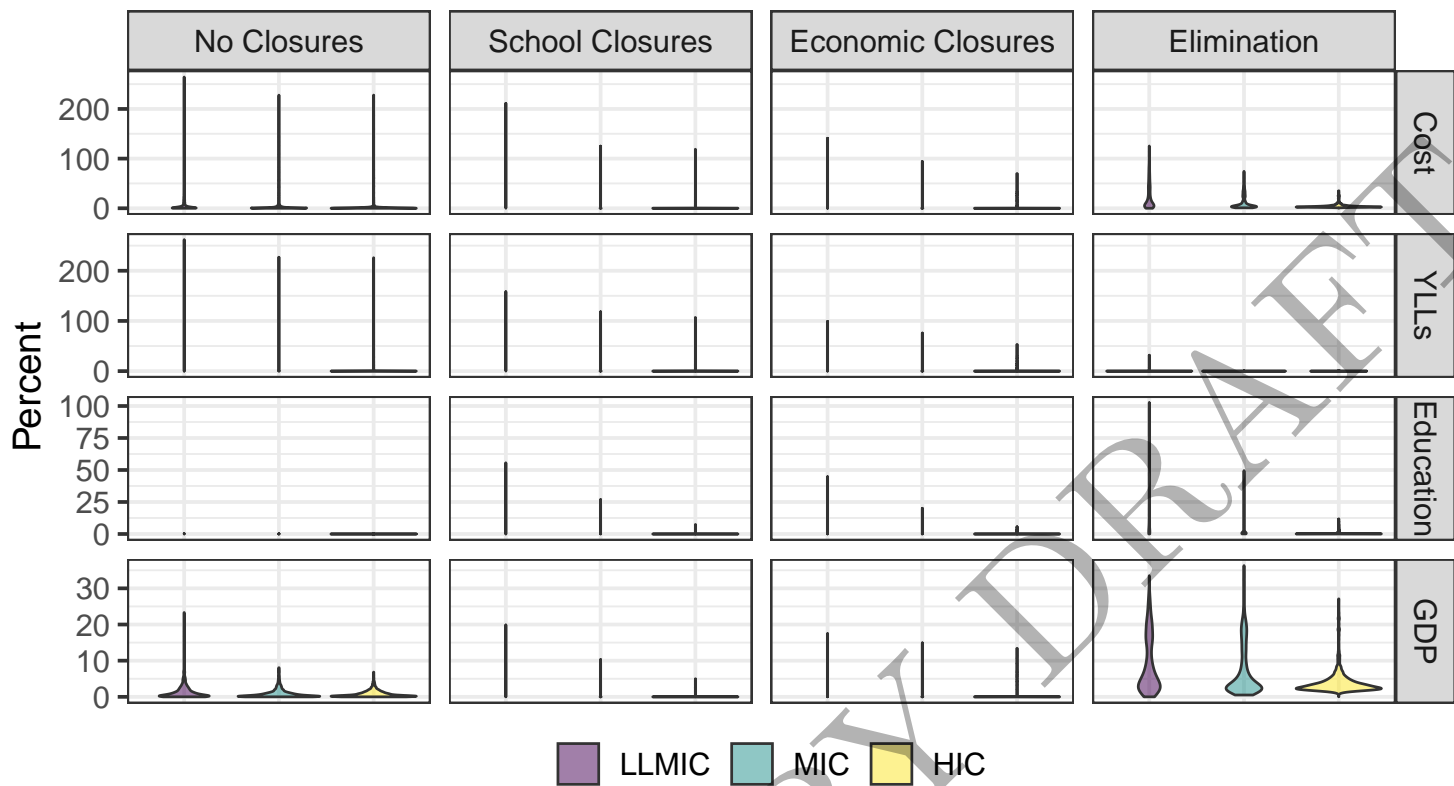 No Closures School Closures Economic Closures Elimination
Percent
200
100
0
Cost
200
100
0
YLLs
100
75
50
25
0
Education
30
20
10
0
GDP
LLMIC MIC HIC
Y DRAFT